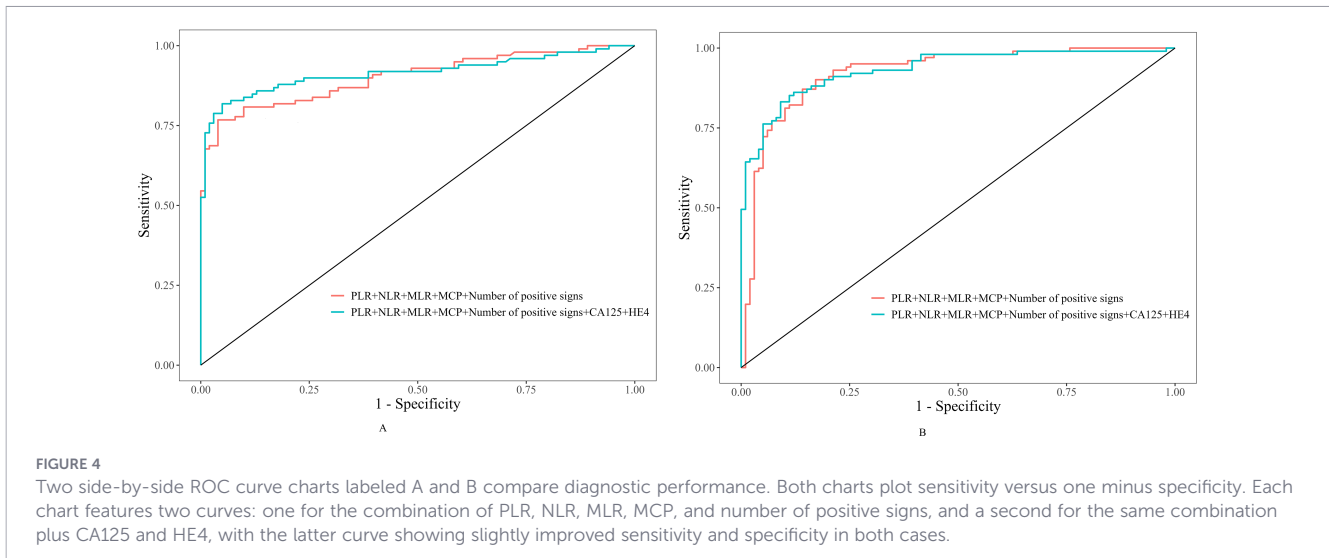 1.00
0.75
0.50
0.25
0.00
Sensitivity
PLR+NLR+MLR+MCP+Number of positive signs
PLR+NLR+MLR+MCP+Number of positive signs+CA125+HE4
0.00
0.25
0.50
0.75
1.00
1 - Specificity
A
1.00
0.75
0.50
0.25
0.00
Sensitivity
PLR+NLR+MLR+MCP+Number of positive signs
PLR+NLR+MLR+MCP+Number of positive signs+CA125+HE4
0.00
0.25
0.50
0.75
1.00
1 - Specificity
B
FIGURE 4
Two side-by-side ROC curve charts labeled A and B compare diagnostic performance. Both charts plot sensitivity versus one minus specificity. Each
chart features two curves: one for the combination of PLR, NLR, MLR, MCP, and number of positive signs, and a second for the same combination
plus CA125 and HE4, with the latter curve showing slightly improved sensitivity and specificity in both cases.